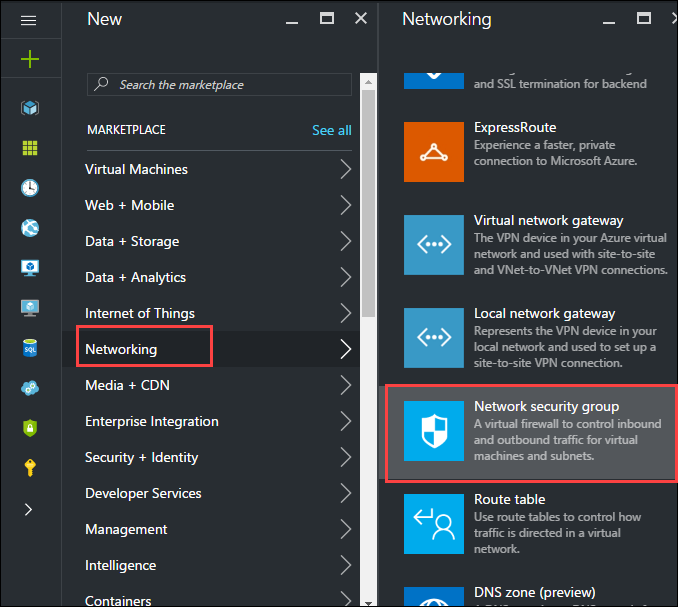 New
Search the marketplace
MARKETPLACE
See all
Virtual Machines
Web + Mobile
Data + Storage
Data + Analytics
Internet of Things
Networking
Media + CDN
Enterprise Integration
Security + Identity
Developer Services
Management
Intelligence
Containers
SQL
Networking
and SSL termination for backend
ExpressRoute
Experience a faster, private
connection to Microsoft Azure.
Virtual network gateway
The VPN device in your Azure virtual
network and used with site-to-site
and VNet-to-VNet VPN connections.
Local network gateway
Represents the VPN device in your
local network and used to set up a
site-to-site VPN connection.
Network security group
A virtual firewall to control inbound
and outbound traffic for virtual
machines and subnets.
Route table
Use route tables to control how
traffic is directed in a virtual
network.
DNS zone (preview)